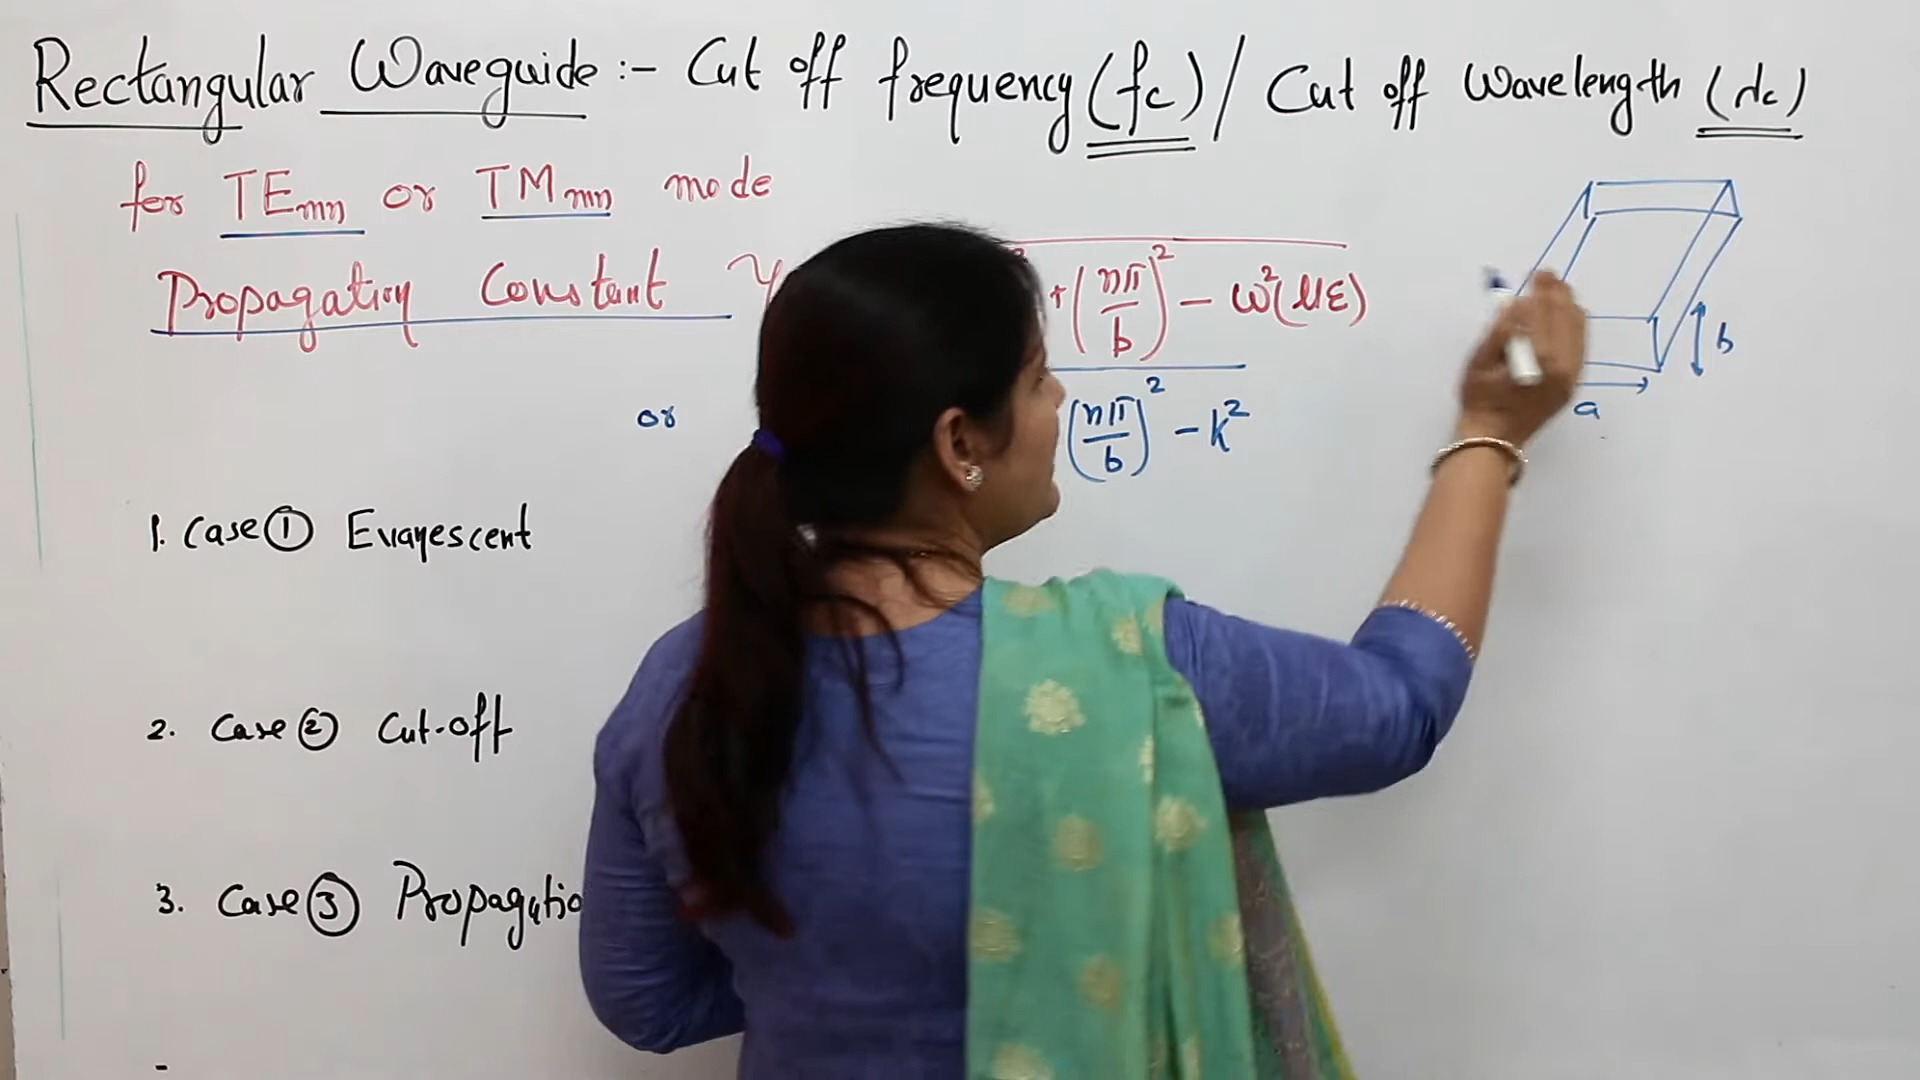 Rectangular Waveguide :- Cut off frequency (fc) / Cut off Wavelength (λc)
for TEmn or TMmn mode
Propagation Constant γ + (nπ/b)² - ω²(με)
or (nπ/b)² - k²
b
a
1. Case ① Evanescent
2. Case ② Cut-off
3. Case ③ Propagatio